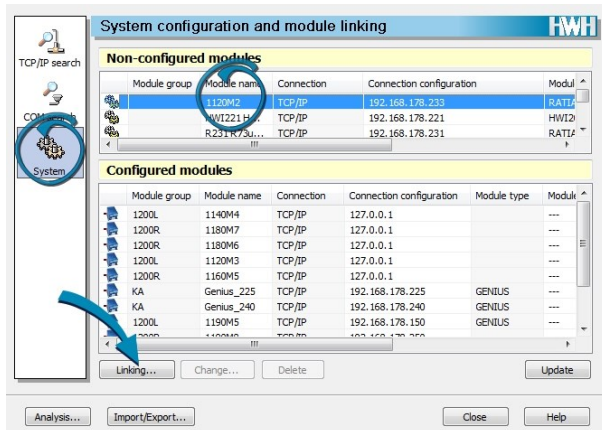 System configuration and module linking
HWH
TCP/IP search
System
Non-configured modules
Module group Module name Connection Connection configuration Modul
1120M2 TCP/IP 192.168.178.233 RATIA
HWI221 TCP/IP 192.168.178.221 HWI2
R231R73u... TCP/IP 192.168.178.231 RATIA
Configured modules
Module group Module name Connection Connection configuration Module type Module
1200L 1140M4 TCP/IP 127.0.0.1 ---
1200R 1180M7 TCP/IP 127.0.0.1 ---
1200R 1180M6 TCP/IP 127.0.0.1 ---
1200L 1120M3 TCP/IP 127.0.0.1 ---
1200R 1160M5 TCP/IP 127.0.0.1 ---
KA Genius_225 TCP/IP 192.168.178.225 GENIUS ---
KA Genius_240 TCP/IP 192.168.178.240 GENIUS ---
1200L 1190M5 TCP/IP 192.168.178.150 GENIUS ---
Linking... Change... Delete Update
Analysis... Import/Export... Close Help